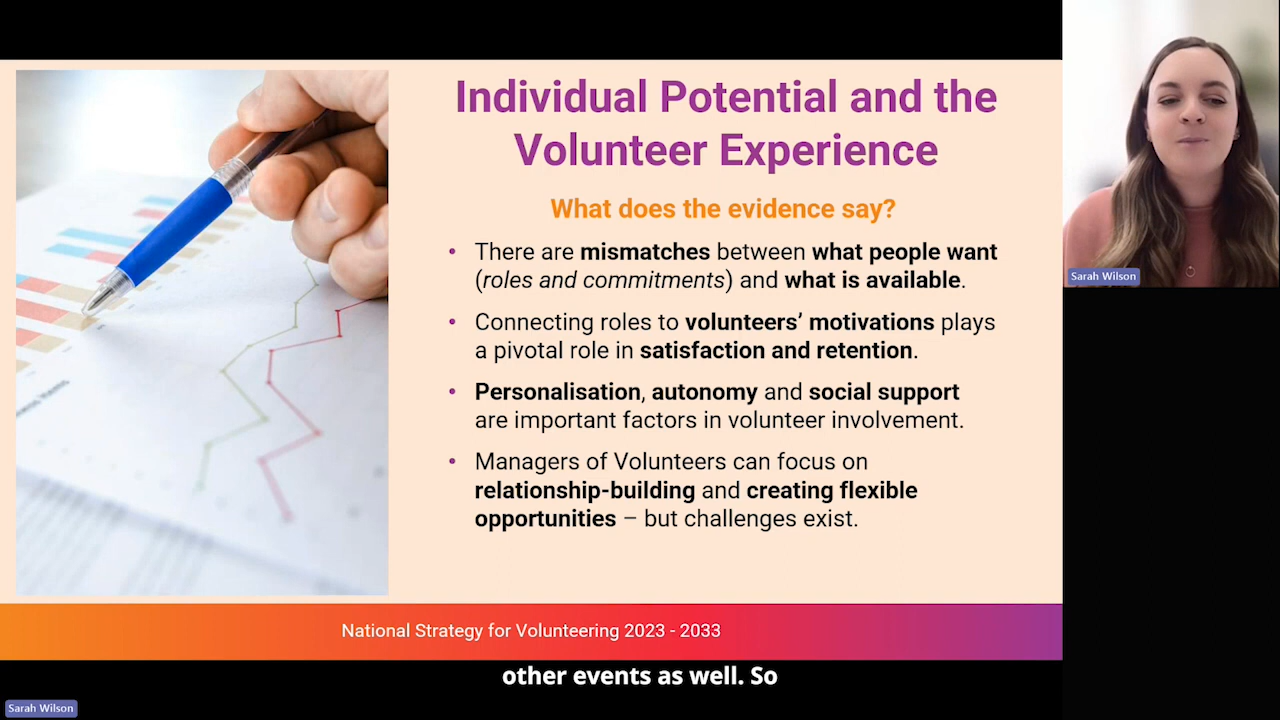 Individual Potential and the
Volunteer Experience
What does the evidence say?
• There are mismatches between what people want
(roles and commitments) and what is available.
• Connecting roles to volunteers’ motivations plays
a pivotal role in satisfaction and retention.
• Personalisation, autonomy and social support
are important factors in volunteer involvement.
• Managers of Volunteers can focus on
relationship-building and creating flexible
opportunities – but challenges exist.
National Strategy for Volunteering 2023 - 2033
Sarah Wilson
other events as well. So
Sarah Wilson